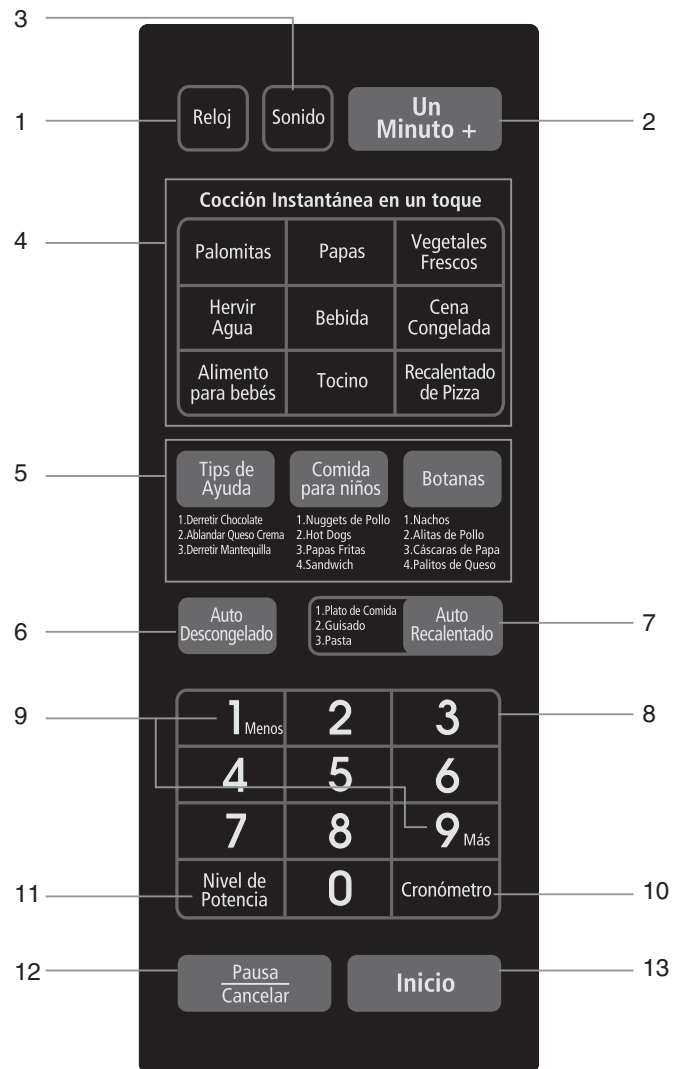 3
1
Reloj
Sonido
Un
Minuto +
2
Cocción Instantánea en un toque
4
Palomitas
Papas
Vegetales
Frescos
Hervir
Agua
Bebida
Cena
Congelada
Alimento
para bebés
Tocino
Recalentado
de Pizza
5
Tips de
Ayuda
1.Derretir Chocolate
2.Ablandar Queso Crema
3.Derretir Mantequilla
Comida
para niños
1.Nuggets de Pollo
2.Hot Dogs
3.Papas Fritas
4.Sandwich
Botanas
1.Nachos
2.Alitas de Pollo
3.Cáscaras de Papa
4.Palitos de Queso
6
Auto
Descongelado
1.Plato de Comida
2.Guisado
3.Pasta
Auto
Recalentado
7
9
1 Menos
2
3
8
4
5
6
7
8
9 Más
11
Nivel de
Potencia
0
Cronómetro
10
12
Pausa
Cancelar
Inicio
13